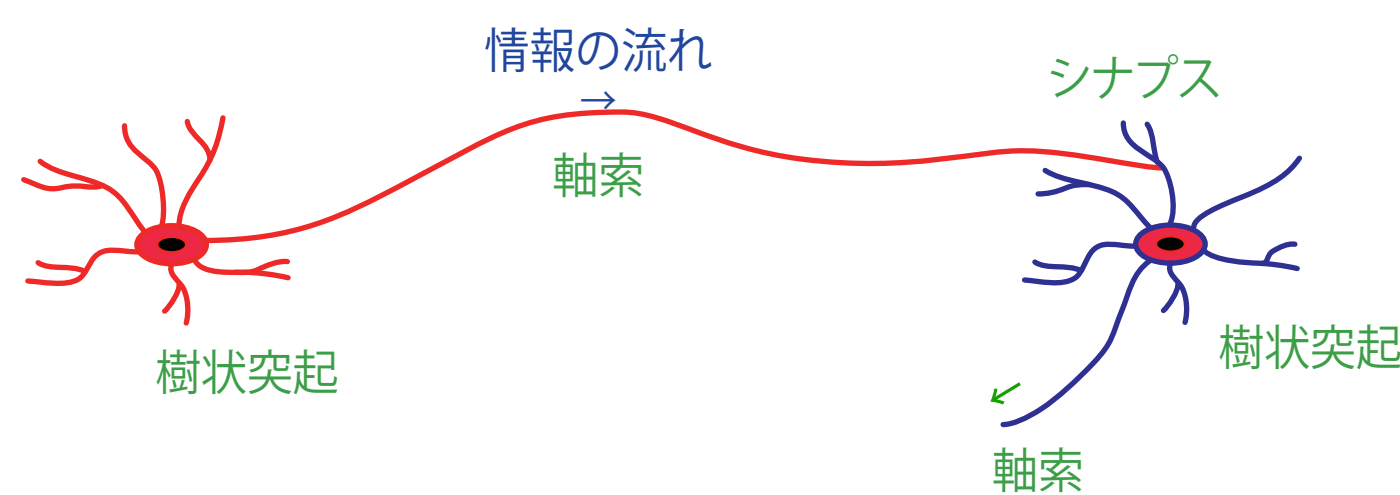 情報の流れ
→
シナプス
軸索
樹状突起
樹状突起
軸索